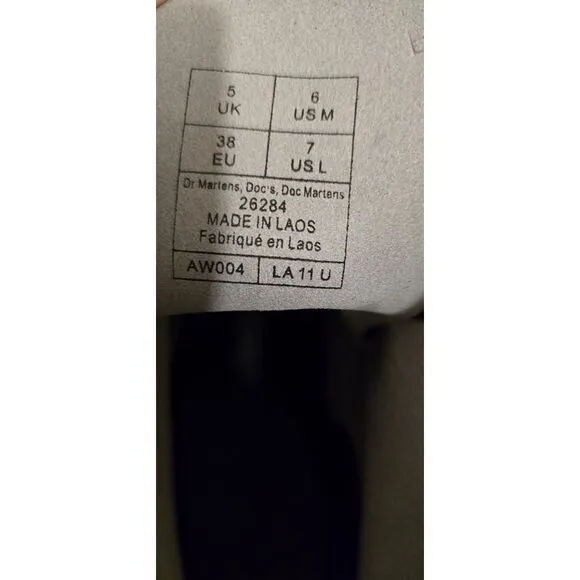 5 UK
6 US M
38 EU
7 US L
Dr Martens, Doc's, Doc Martens
26284
MADE IN LAOS
Fabriqué en Laos
AW004
LA 11 U